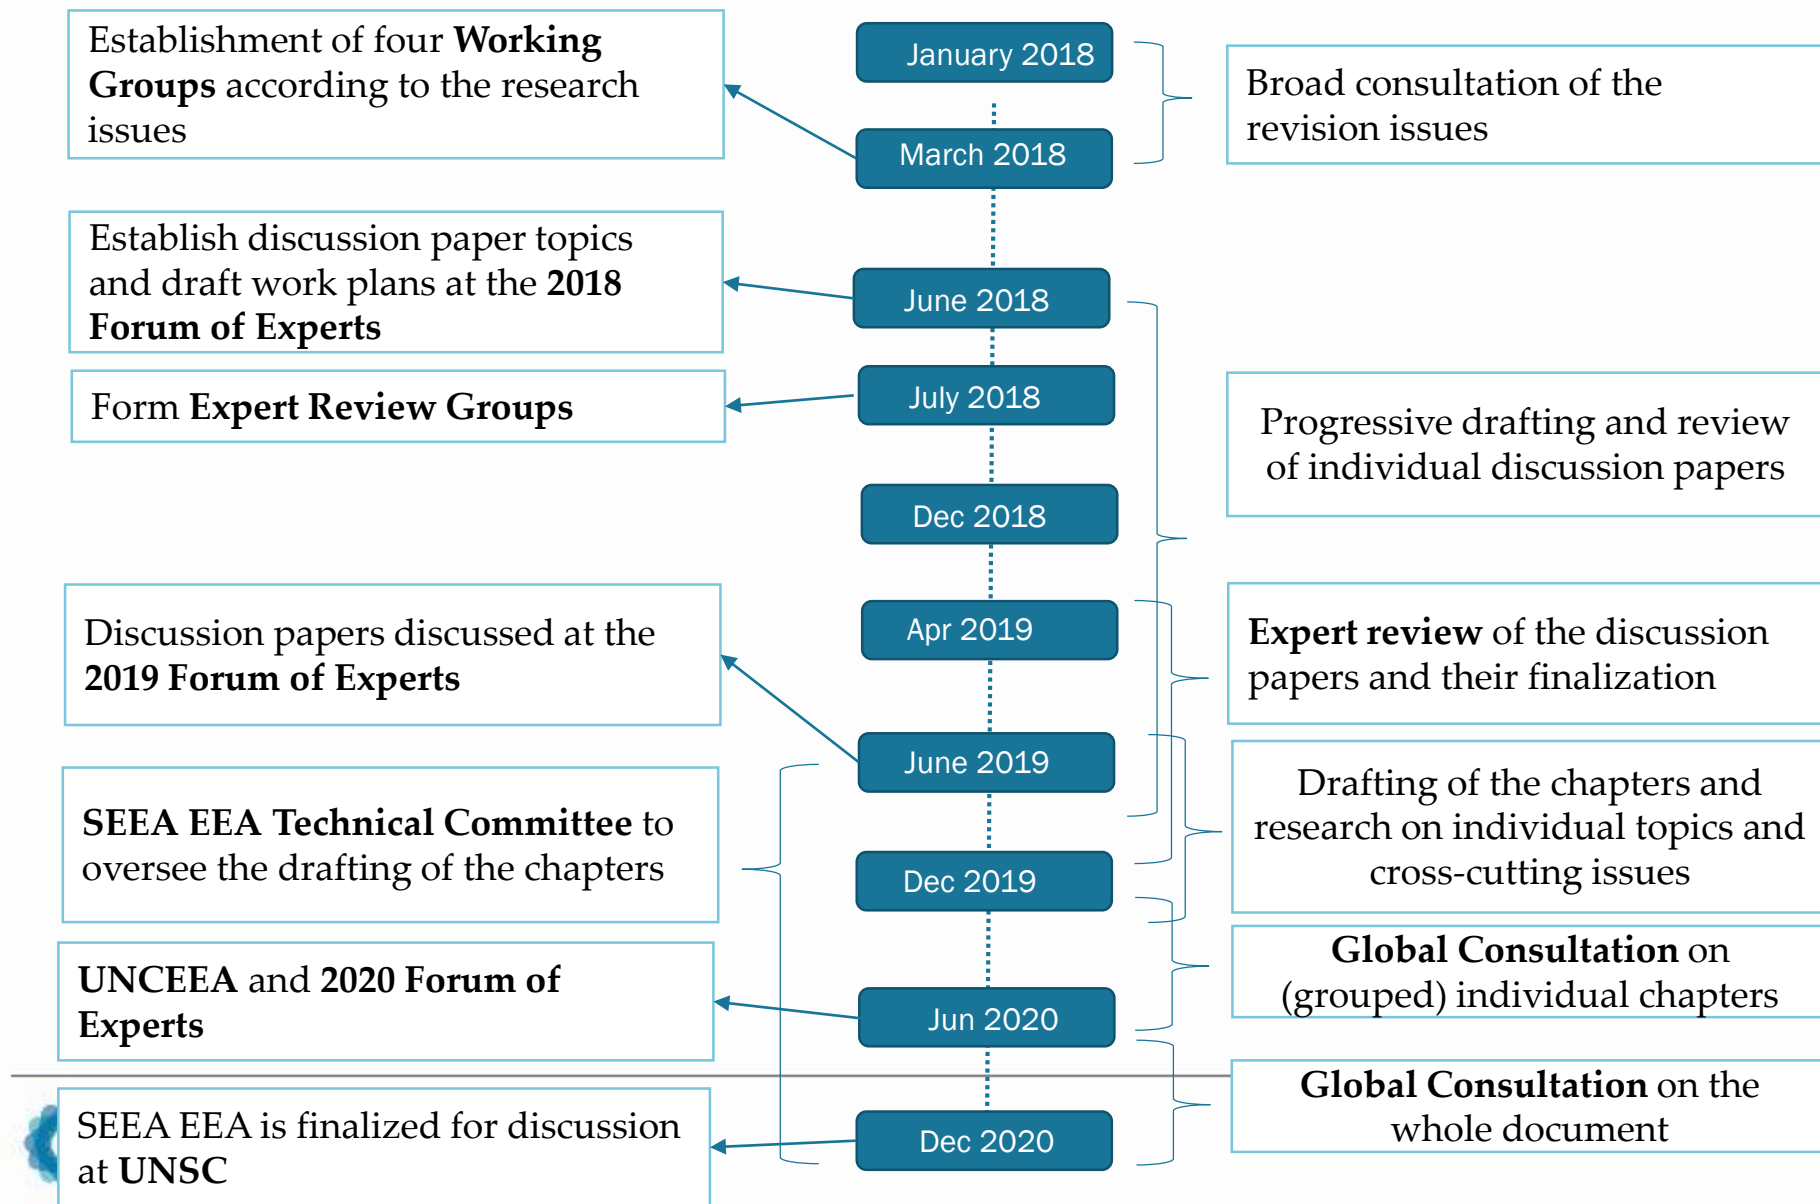 January 2018
Establishment of four Working
Groups according to the research
issues
Broad consultation of the
revision issues
March 2018
Establish discussion paper topics
and draft work plans at the 2018
Forum of Experts
June 2018
Form Expert Review Groups
July 2018
Progressive drafting and review
of individual discussion papers
Dec 2018
Discussion papers discussed at the
2019 Forum of Experts
Apr 2019
Expert review of the discussion
papers and their finalization
June 2019
SEEA EEA Technical Committee to
oversee the drafting of the chapters
Drafting of the chapters and
research on individual topics and
cross-cutting issues
Dec 2019
UNCEEA and 2020 Forum of
Experts
Global Consultation on
(grouped) individual chapters
Jun 2020
Global Consultation on the
whole document
SEEA EEA is finalized for discussion
at UNSC
Dec 2020